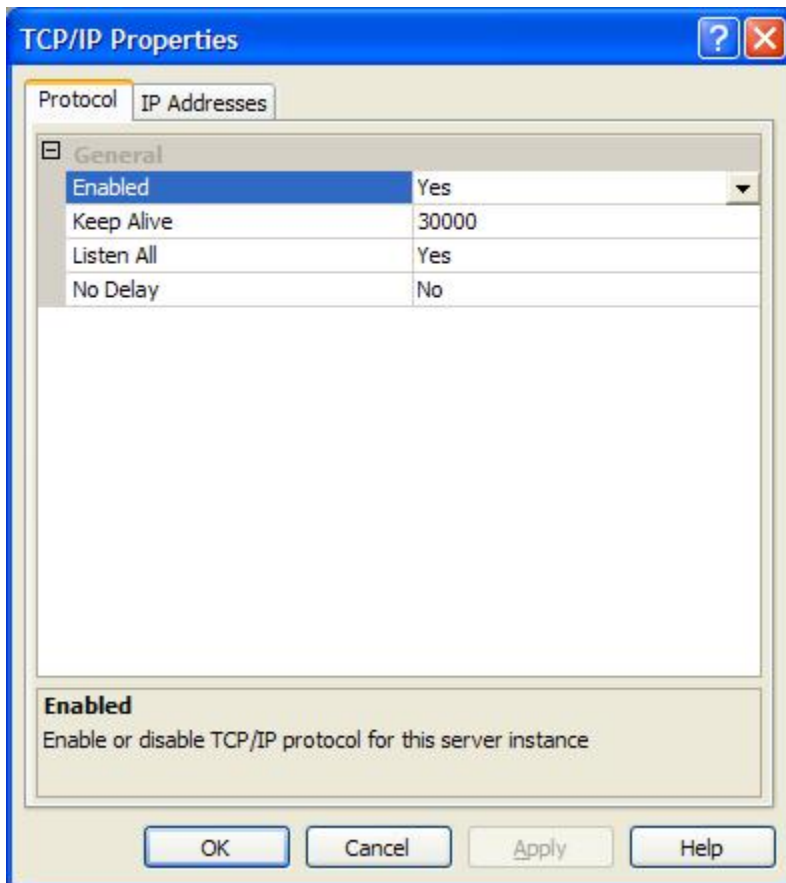 TCP/IP Properties
Protocol IP Addresses
General
Enabled Yes
Keep Alive 30000
Listen All Yes
No Delay No
Enabled
Enable or disable TCP/IP protocol for this server instance
OK Cancel Apply Help